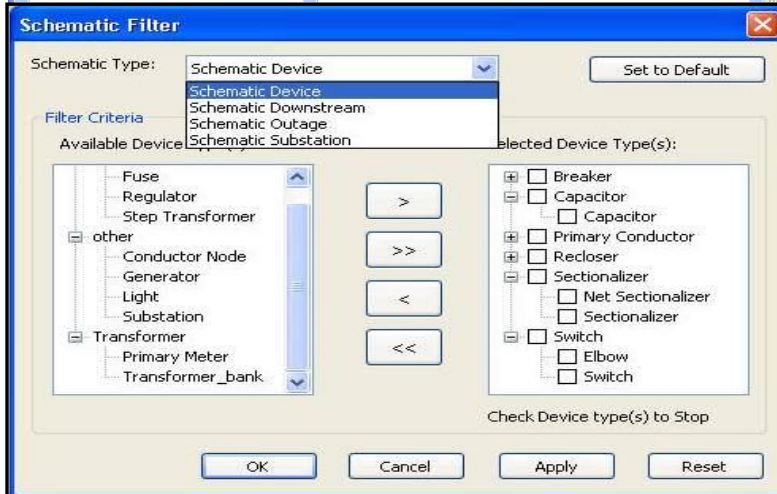 Schematic Filter
Schematic Type:
Schematic Device
Set to Default
Schematic Device
Schematic Downstream
Schematic Outage
Schematic Substation
Filter Criteria
Available Device
elected Device Type(s):
Fuse
Regulator
Step Transformer
other
Conductor Node
Generator
Light
Substation
Transformer
Primary Meter
Transformer_bank
>
>>
<
<<
Breaker
Capacitor
Capacitor
Primary Conductor
Recloser
Sectionalizer
Net Sectionalizer
Sectionalizer
Switch
Elbow
Switch
Check Device type(s) to Stop
OK
Cancel
Apply
Reset